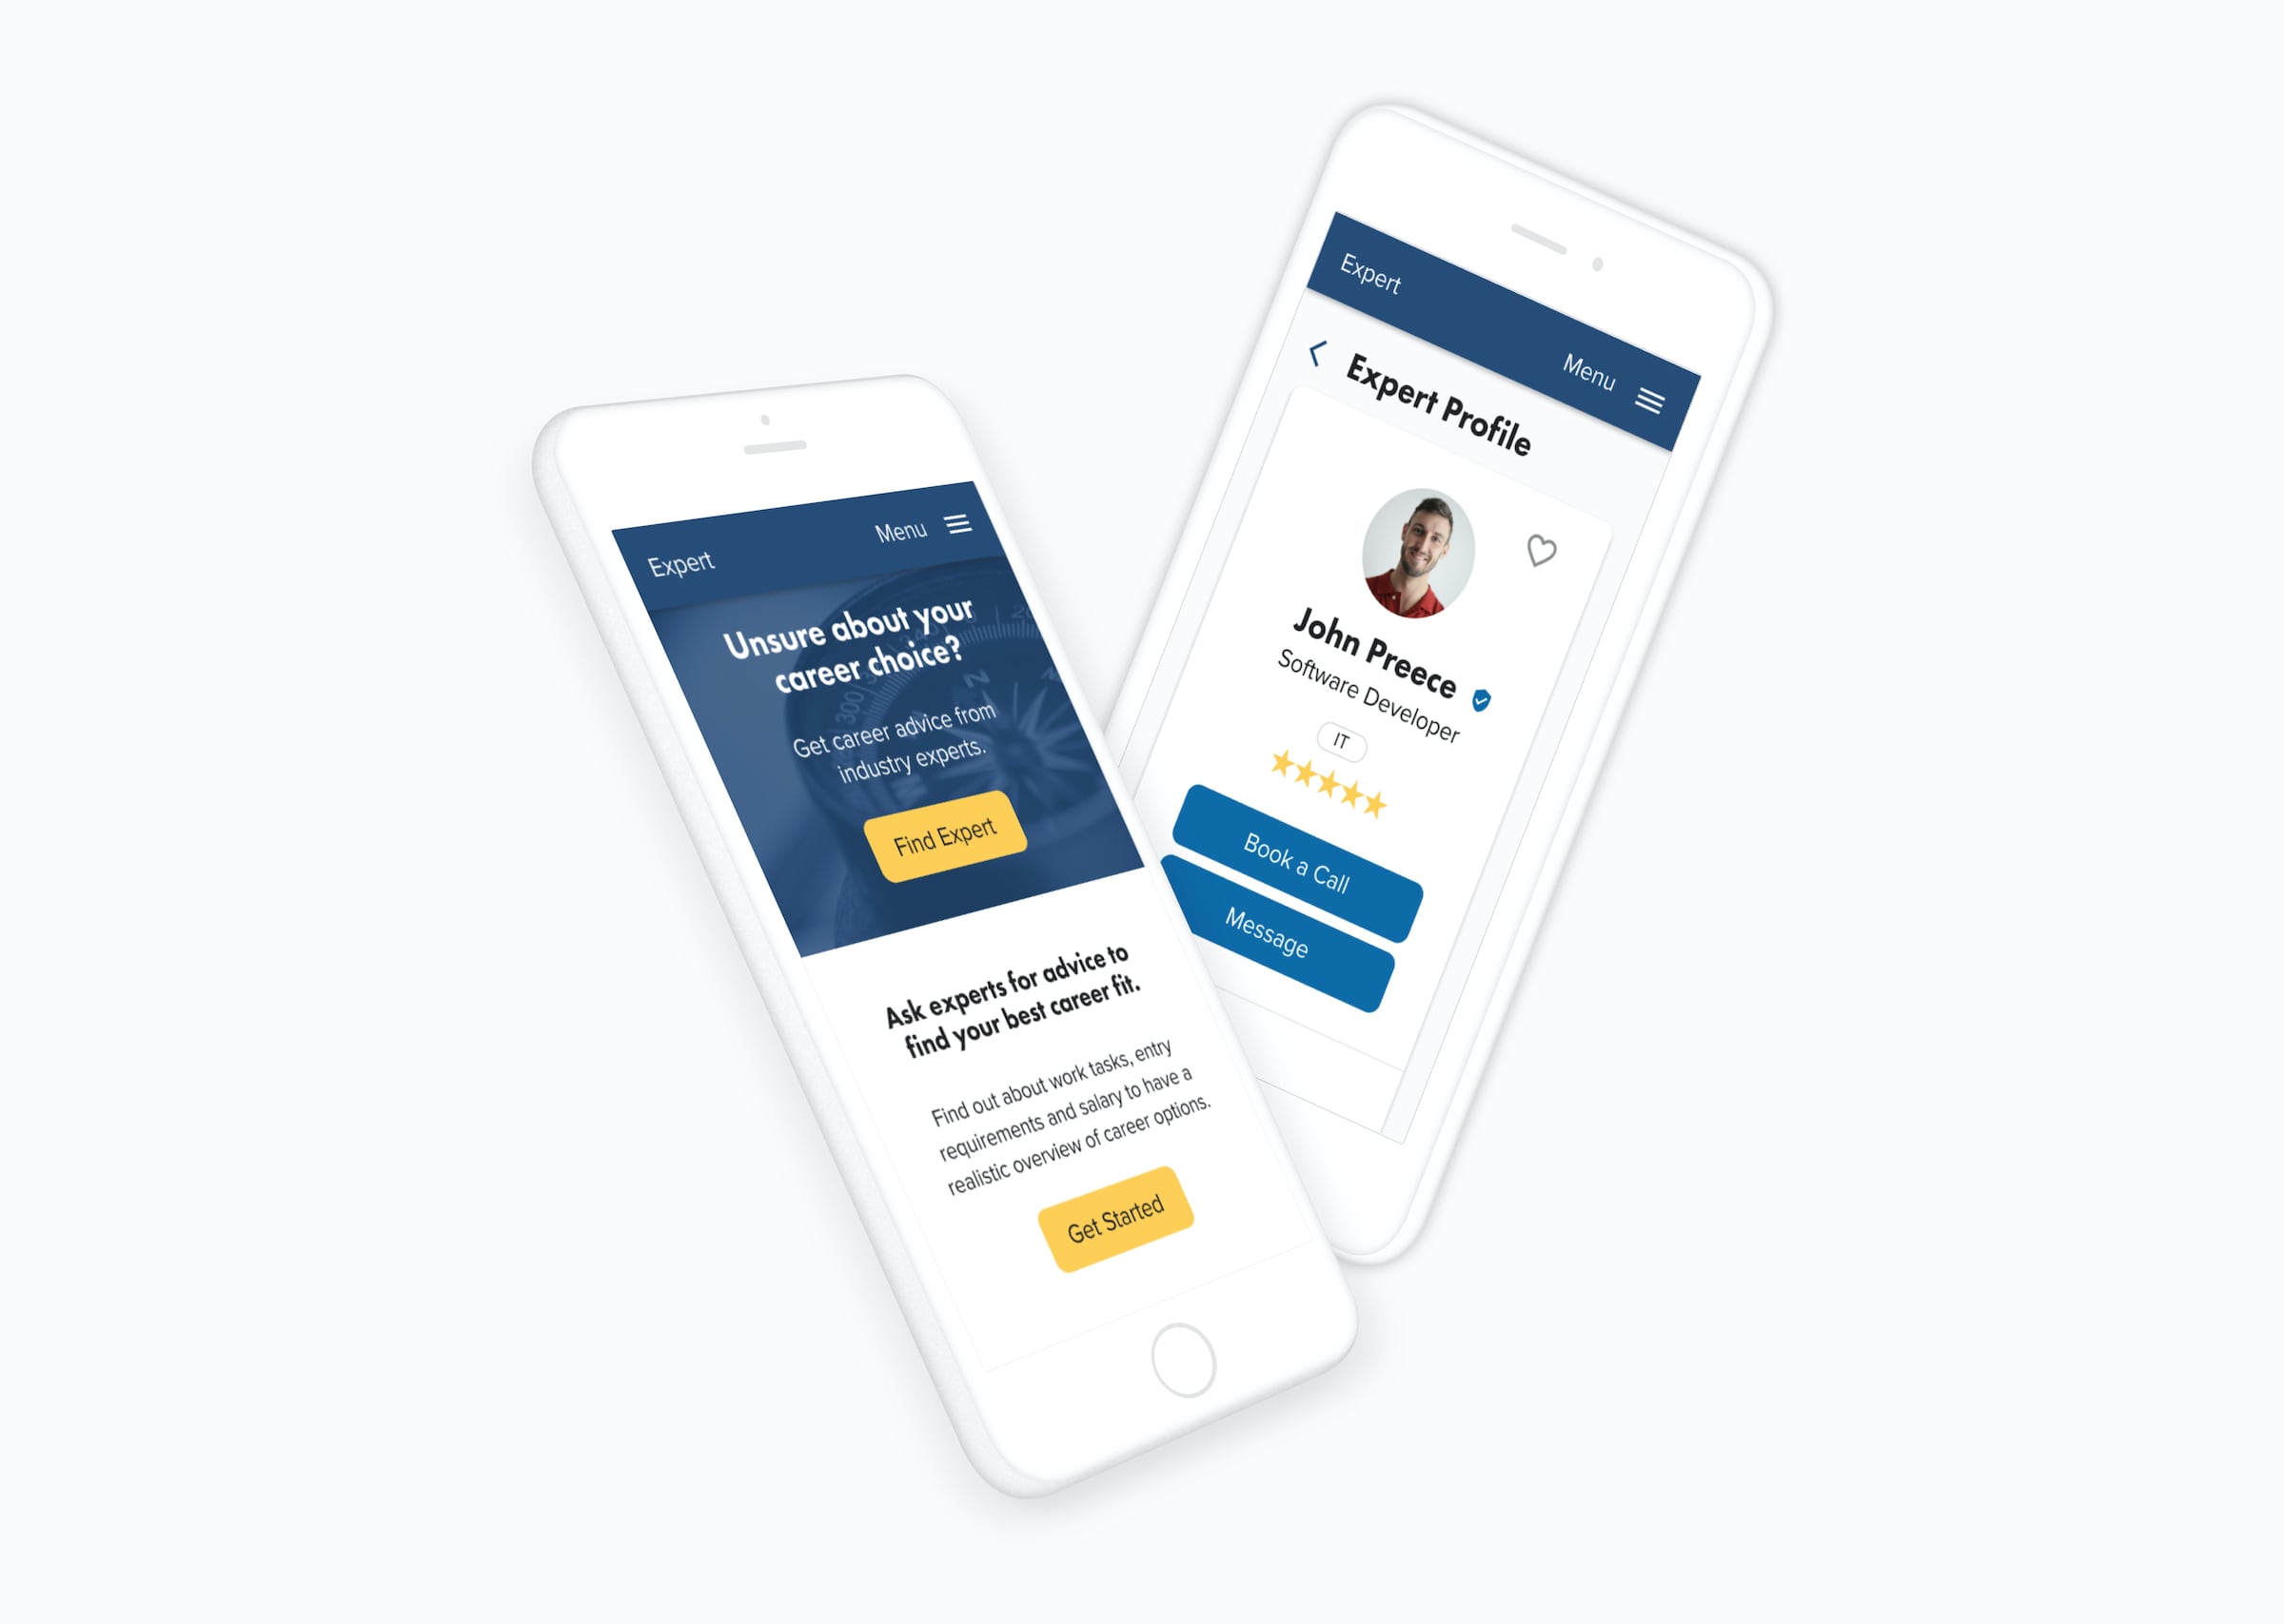 Expert
Menu
Unsure about your
career choice?
Get career advice from
industry experts.
Find Expert
Ask experts for advice to
find your best career fit.
Find out about work tasks, entry
requirements and salary to have a
realistic overview of career options.
Get Started
Expert
Menu
Expert Profile
John Preece
Software Developer
IT
Book a Call
Message